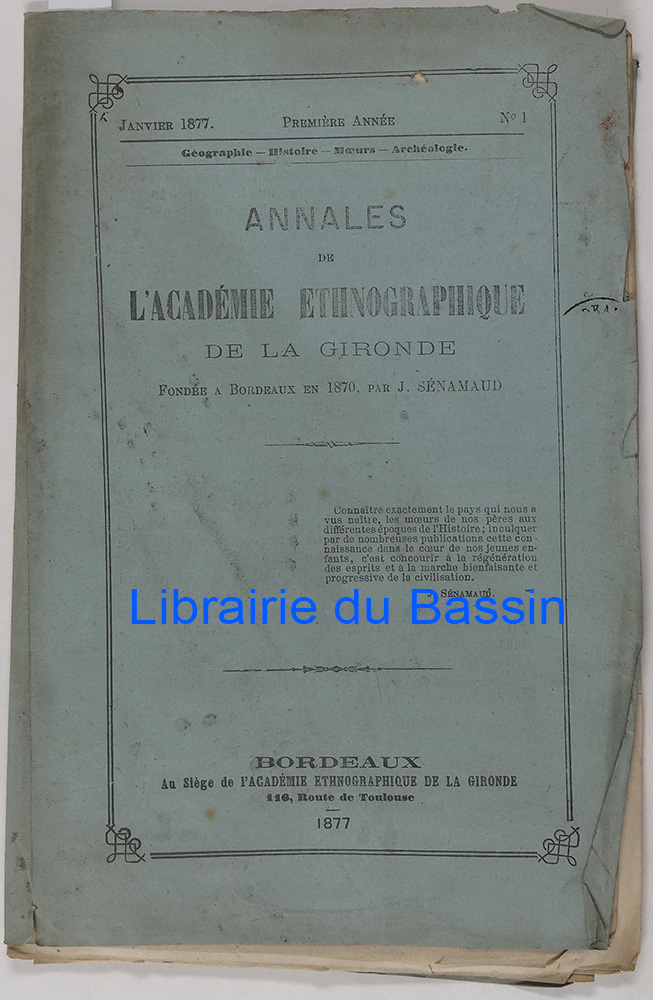 JANVIER 1877. PREMIÈRE ANNÉE Nº 1
Géographie — Histoire — Mœurs — Archéologie.
ANNALES
DE
L'ACADÉMIE ETHNOGRAPHIQUE
DE LA GIRONDE
FONDÉE A BORDEAUX EN 1870, PAR J. SÉNAMAUD
Connaître exactement le pays qui nous a
vus naître, les mœurs de nos pères aux
différentes époques de l'Histoire ; inculquer
par de nombreuses publications cette con-
naissance dans le cœur de nos jeunes en-
fants, c'est concourir à la régénération
des esprits et à la marche bienfaisante et
progressive de la civilisation.
J. SÉNAMAUD.
Librairie du Bassin
BORDEAUX
Au Siège de l'ACADÉMIE ETHNOGRAPHIQUE DE LA GIRONDE
116, Route de Toulouse
1877